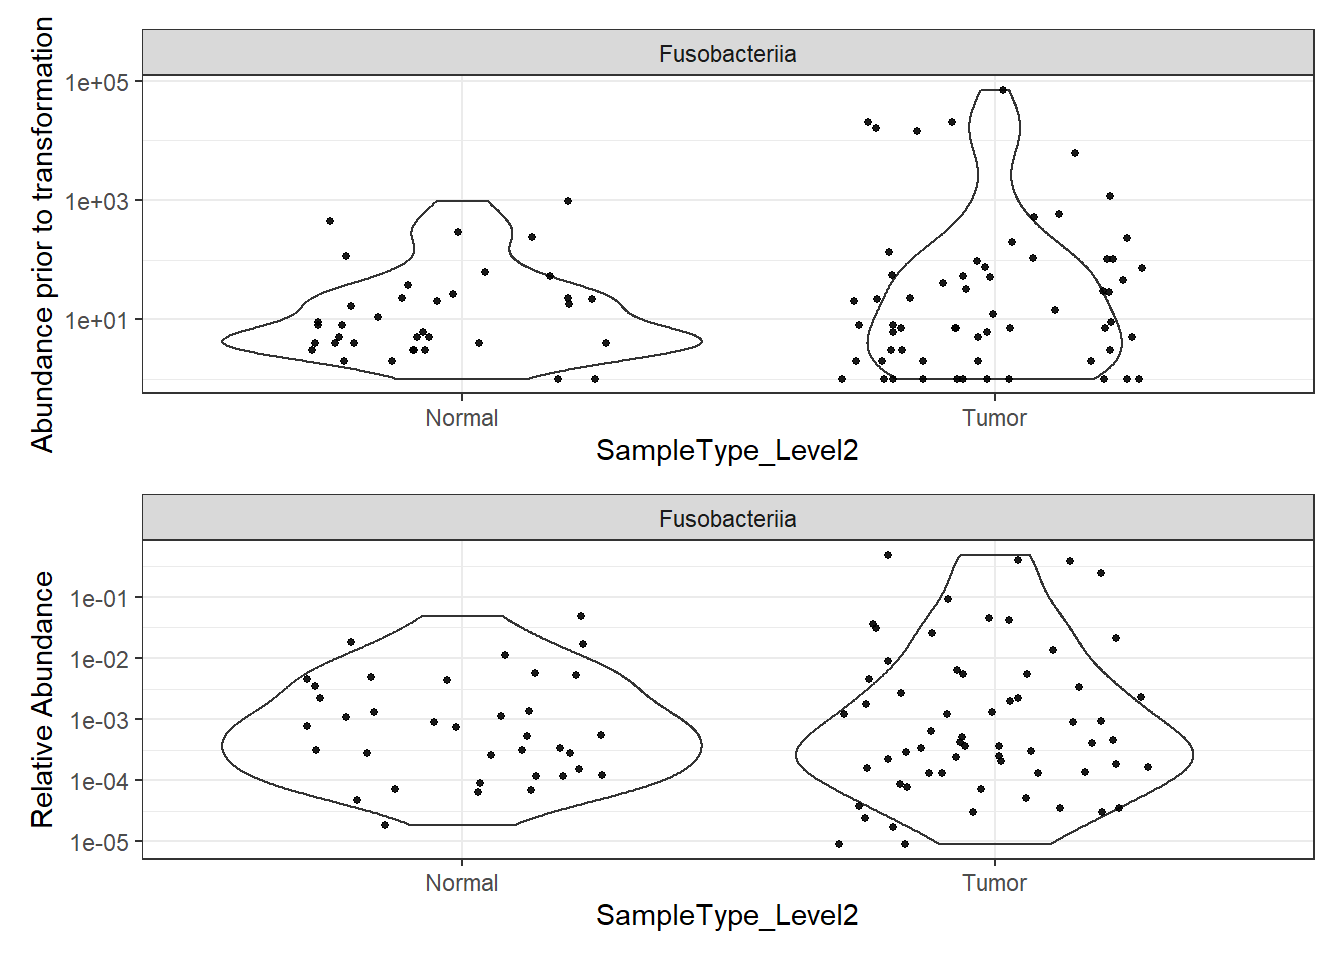 Fusobacteriia
Abundance prior to transformation
1e+05
1e+03
1e+01
Normal
Tumor
SampleType_Level2
Fusobacteriia
Relative Abundance
1e-01
1e-02
1e-03
1e-04
1e-05
Normal
Tumor
SampleType_Level2